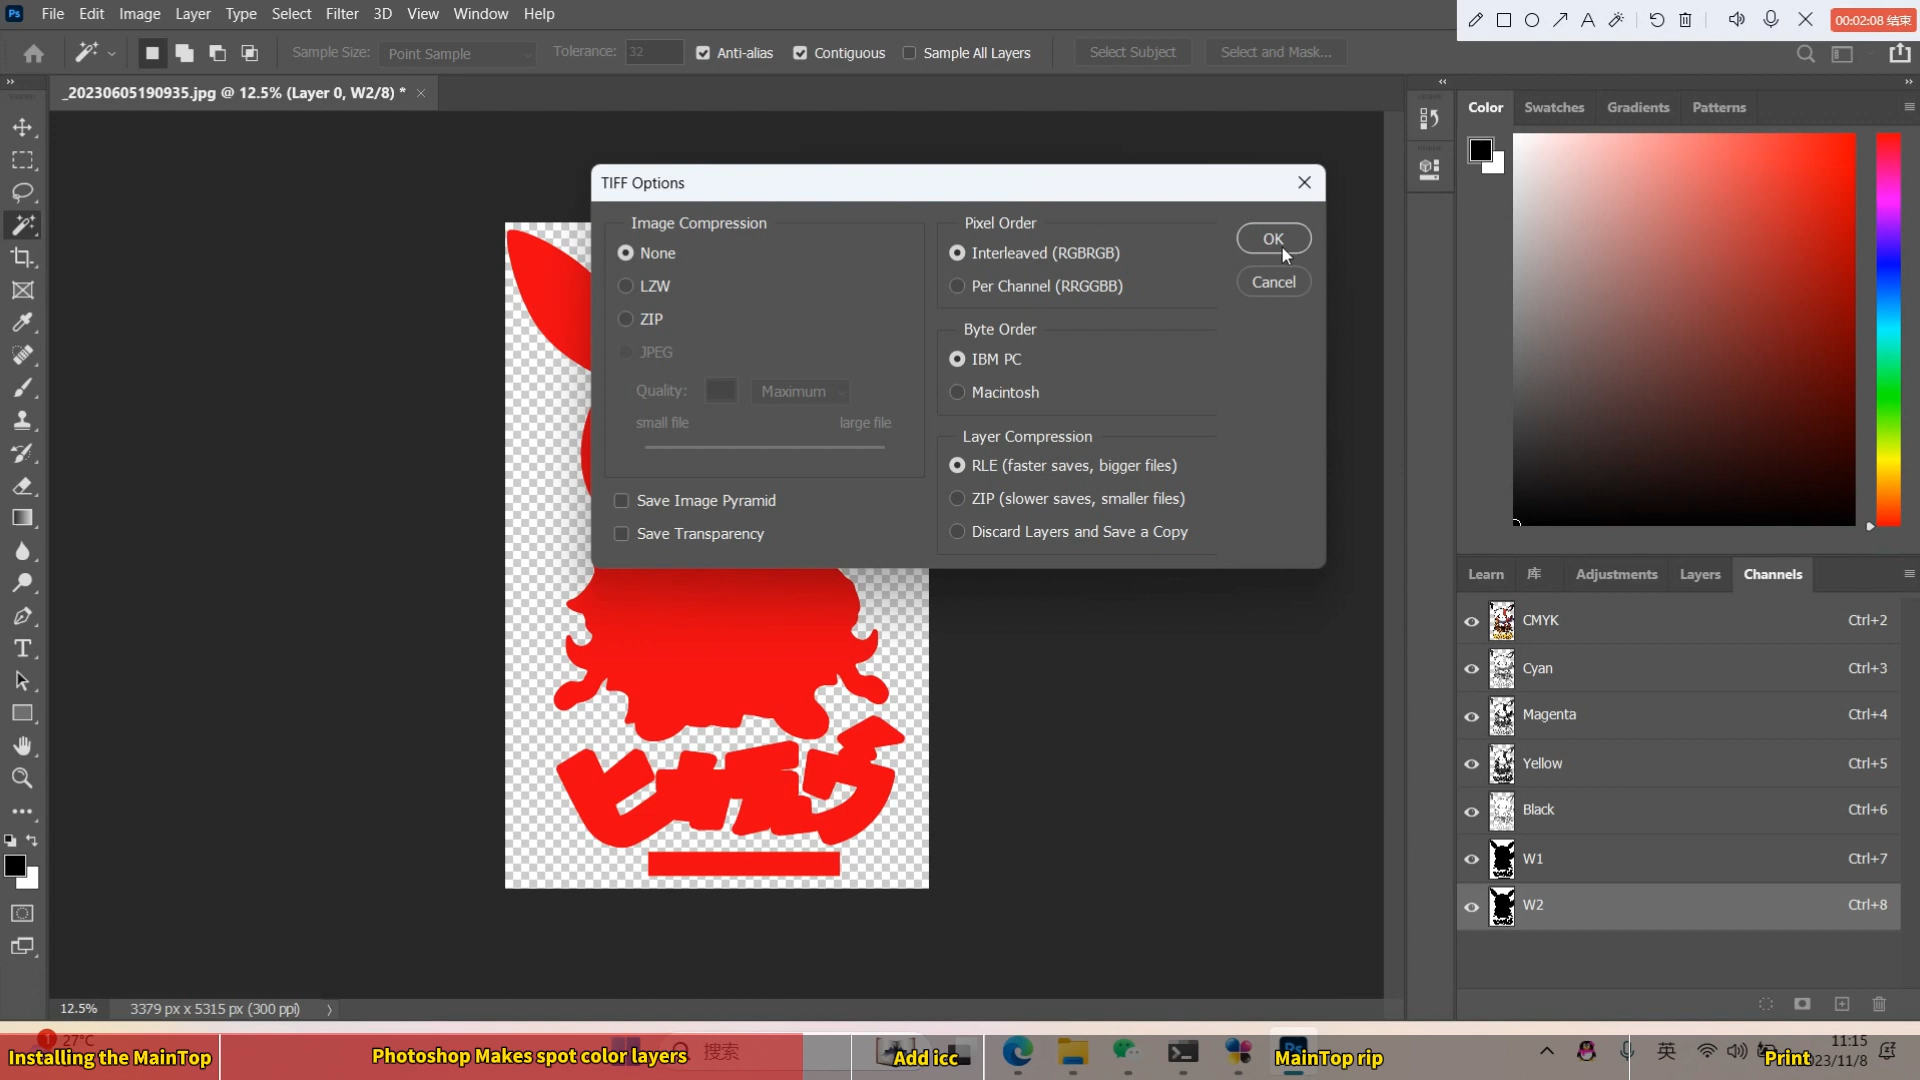 Ps File Edit Image Layer Type Select Filter 3D View Window Help
00:02:08 结束
Sample Size: Point Sample Tolerance: 32 Anti-alias Contiguous Sample All Layers Select Subject Select and Mask...
_20230605190935.jpg @ 12.5% (Layer 0, W2/8) *
Color Swatches Gradients Patterns
TIFF Options
Image Compression
None
LZW
ZIP
JPEG
Quality: Maximum
small file large file
Save Image Pyramid
Save Transparency
Pixel Order
Interleaved (RGBRGB)
Per Channel (RRGGBB)
Byte Order
IBM PC
Macintosh
Layer Compression
RLE (faster saves, bigger files)
ZIP (slower saves, smaller files)
Discard Layers and Save a Copy
OK
Cancel
Learn 库 Adjustments Layers Channels
CMYK Ctrl+2
Cyan Ctrl+3
Magenta Ctrl+4
Yellow Ctrl+5
Black Ctrl+6
W1 Ctrl+7
W2 Ctrl+8
12.5% 3379 px x 5315 px (300 ppi)
1 27°C
搜索
英
11:15
Installing the MainTop Photoshop Makes spot color layers Add icc MainTop rip Print
023/11/8